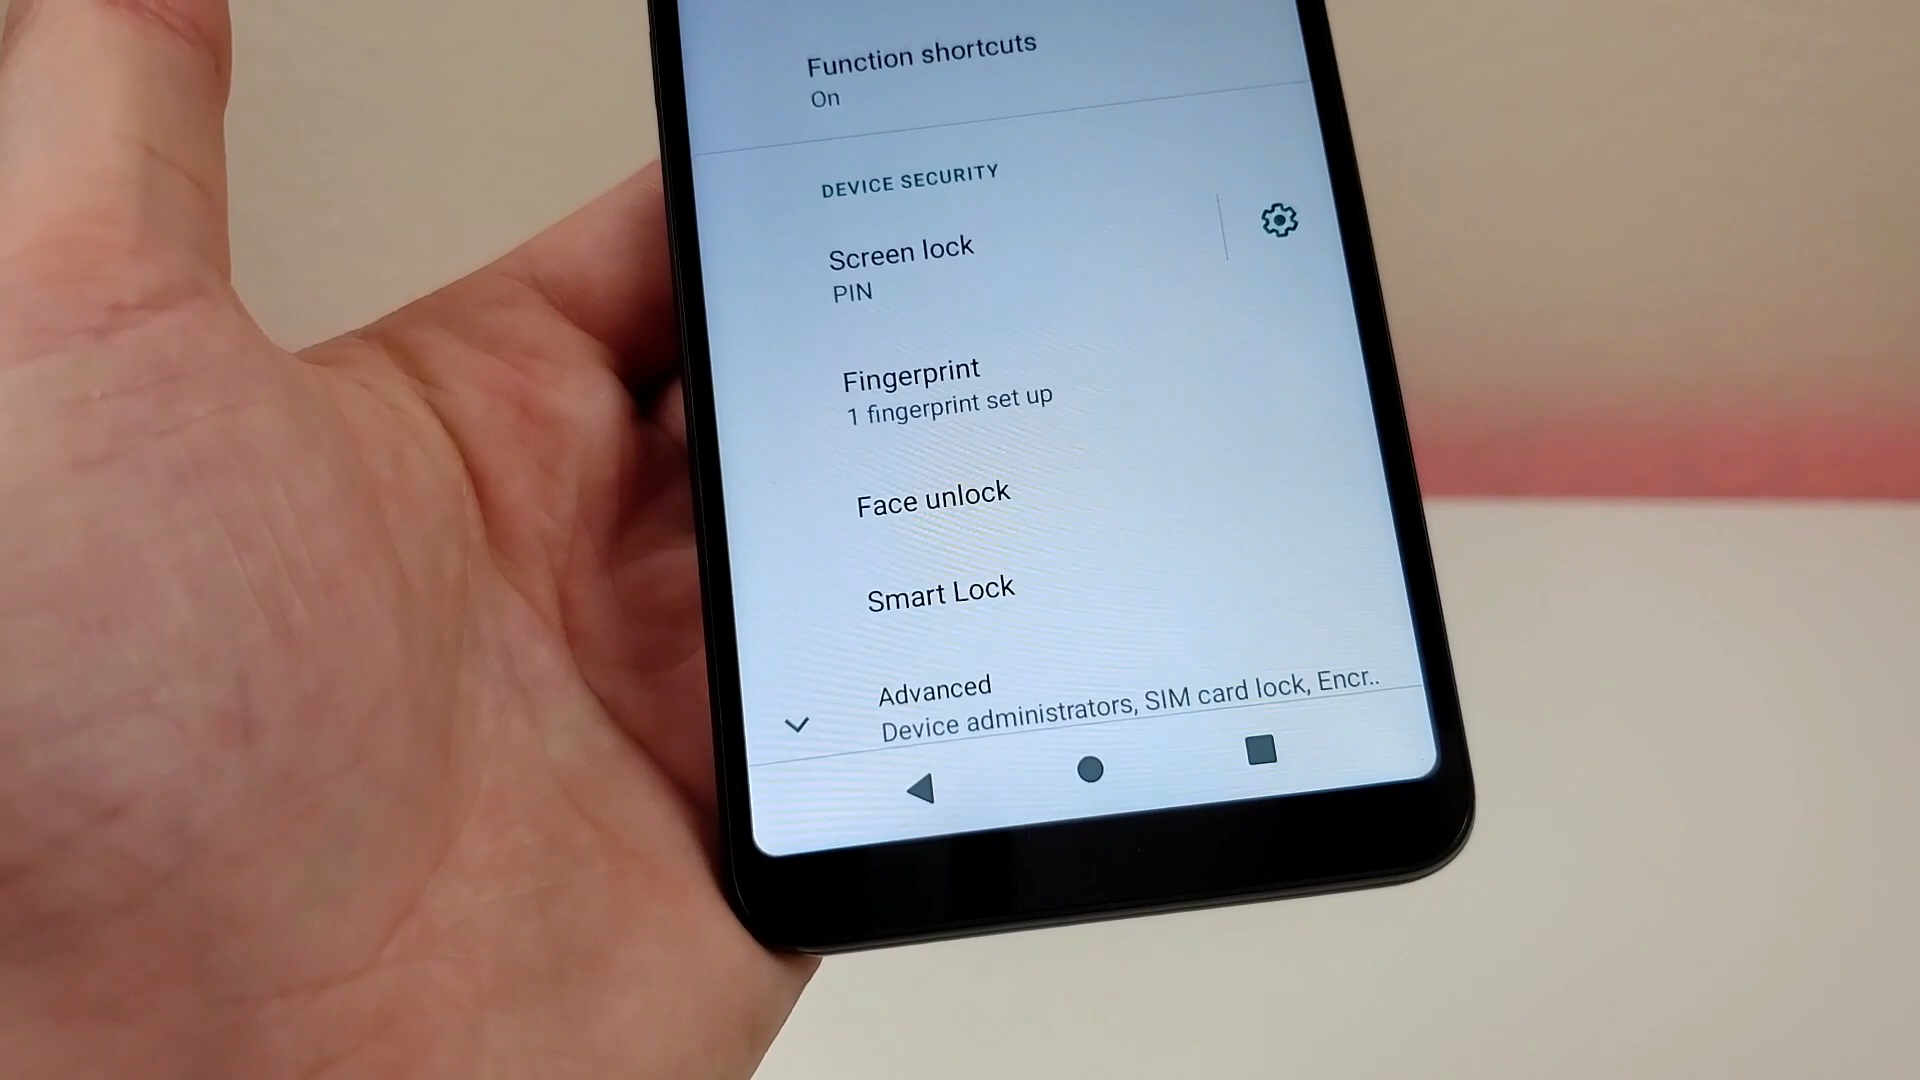 Function shortcuts
On
DEVICE SECURITY
Screen lock
PIN
Fingerprint
1 fingerprint set up
Face unlock
Smart Lock
Advanced
Device administrators, SIM card lock, Encr..